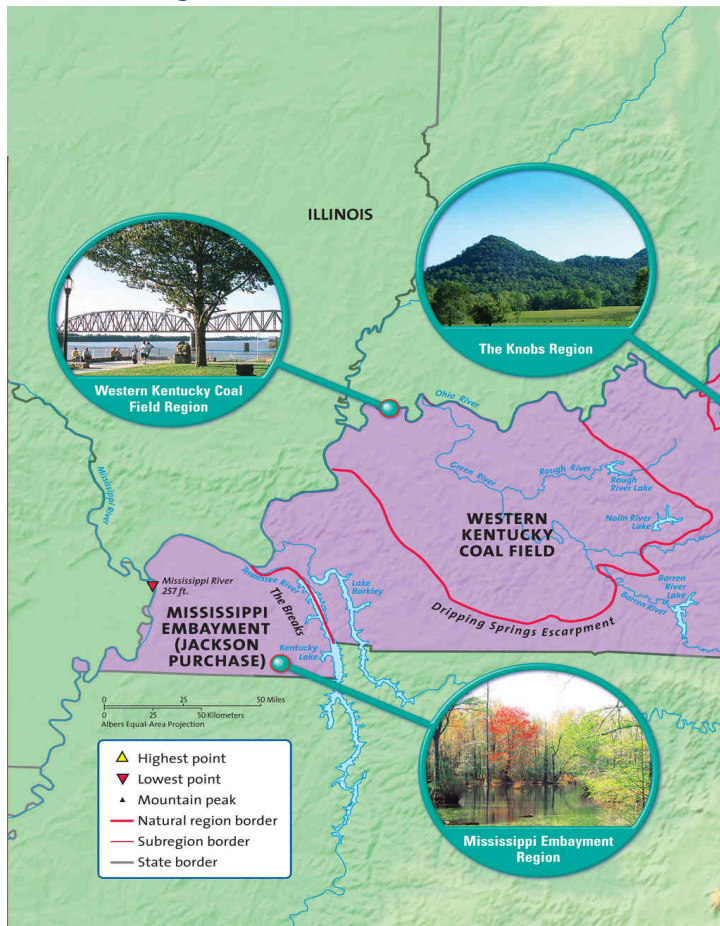 ILLINOIS
The Knobs Region
Western Kentucky Coal
Field Region
Ohio River
Mississippi River
Green River
Rough River
Rough
River Lake
WESTERN
KENTUCKY
COAL FIELD
Nolin River
Lake
Mississippi River
257 ft.
Tennessee River
The Breaks
Lake
Barkley
Barren
River
Lake
Barren River
MISSISSIPPI
EMBAYMENT
(JACKSON
PURCHASE)
Dripping Springs Escarpment
Kentucky
Lake
0 25 50 Miles
0 25 50 Kilometers
Albers Equal-Area Projection
Highest point
Lowest point
Mountain peak
Natural region border
Subregion border
State border
Mississippi Embayment
Region